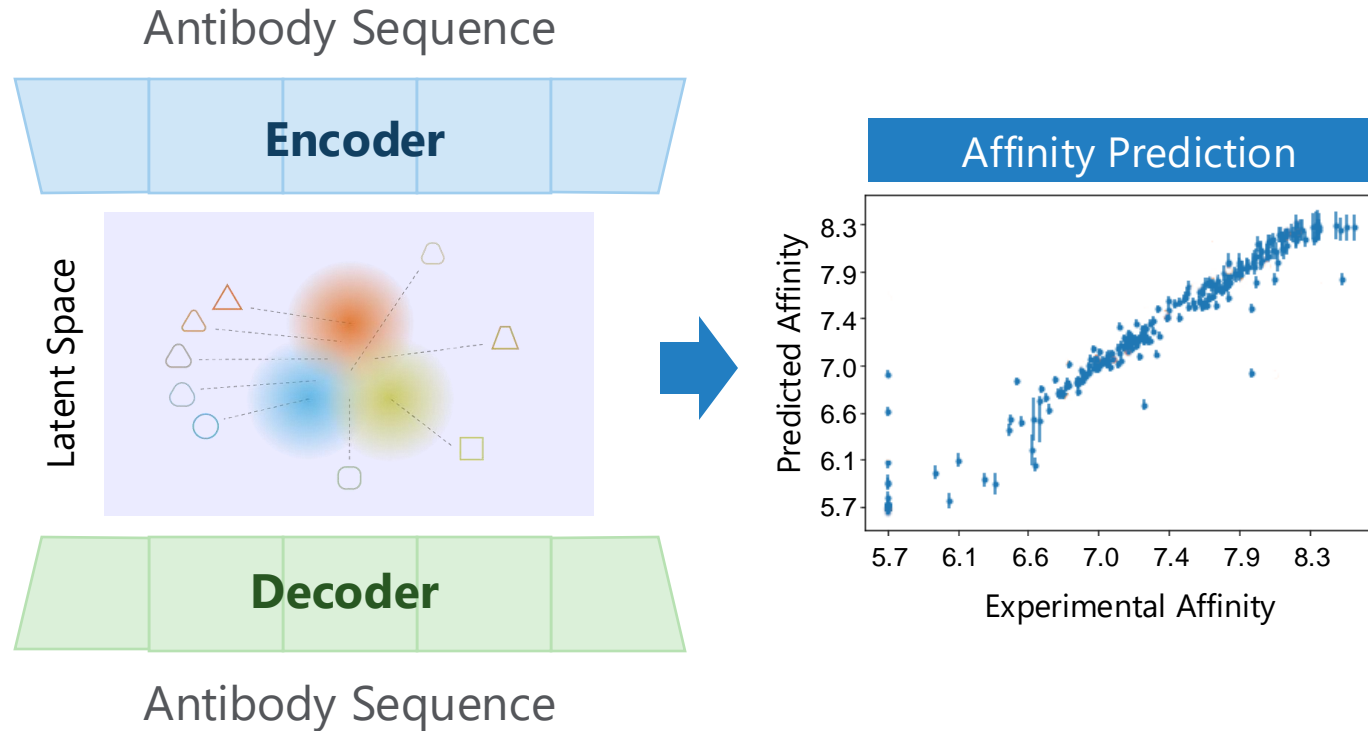 Antibody Sequence
Encoder
Latent Space
Decoder
Antibody Sequence
Affinity Prediction
Predicted Affinity
8.3
7.9
7.4
7.0
6.6
6.1
5.7
5.7 6.1 6.6 7.0 7.4 7.9 8.3
Experimental Affinity